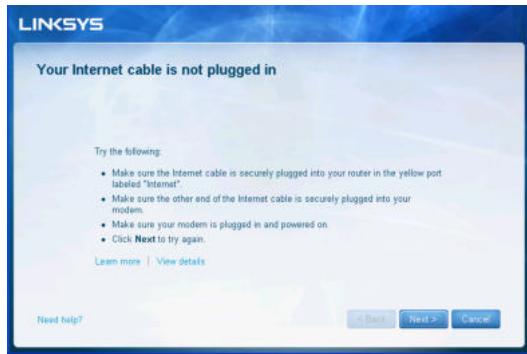 LINKSYS
Your Internet cable is not plugged in
Try the following:
• Make sure the Internet cable is securely plugged into your router in the yellow port
labeled "Internet".
• Make sure the other end of the Internet cable is securely plugged into your
modem.
• Make sure your modem is plugged in and powered on.
• Click Next to try again.
Learn more | View details
Need help?
< Back Next > Cancel